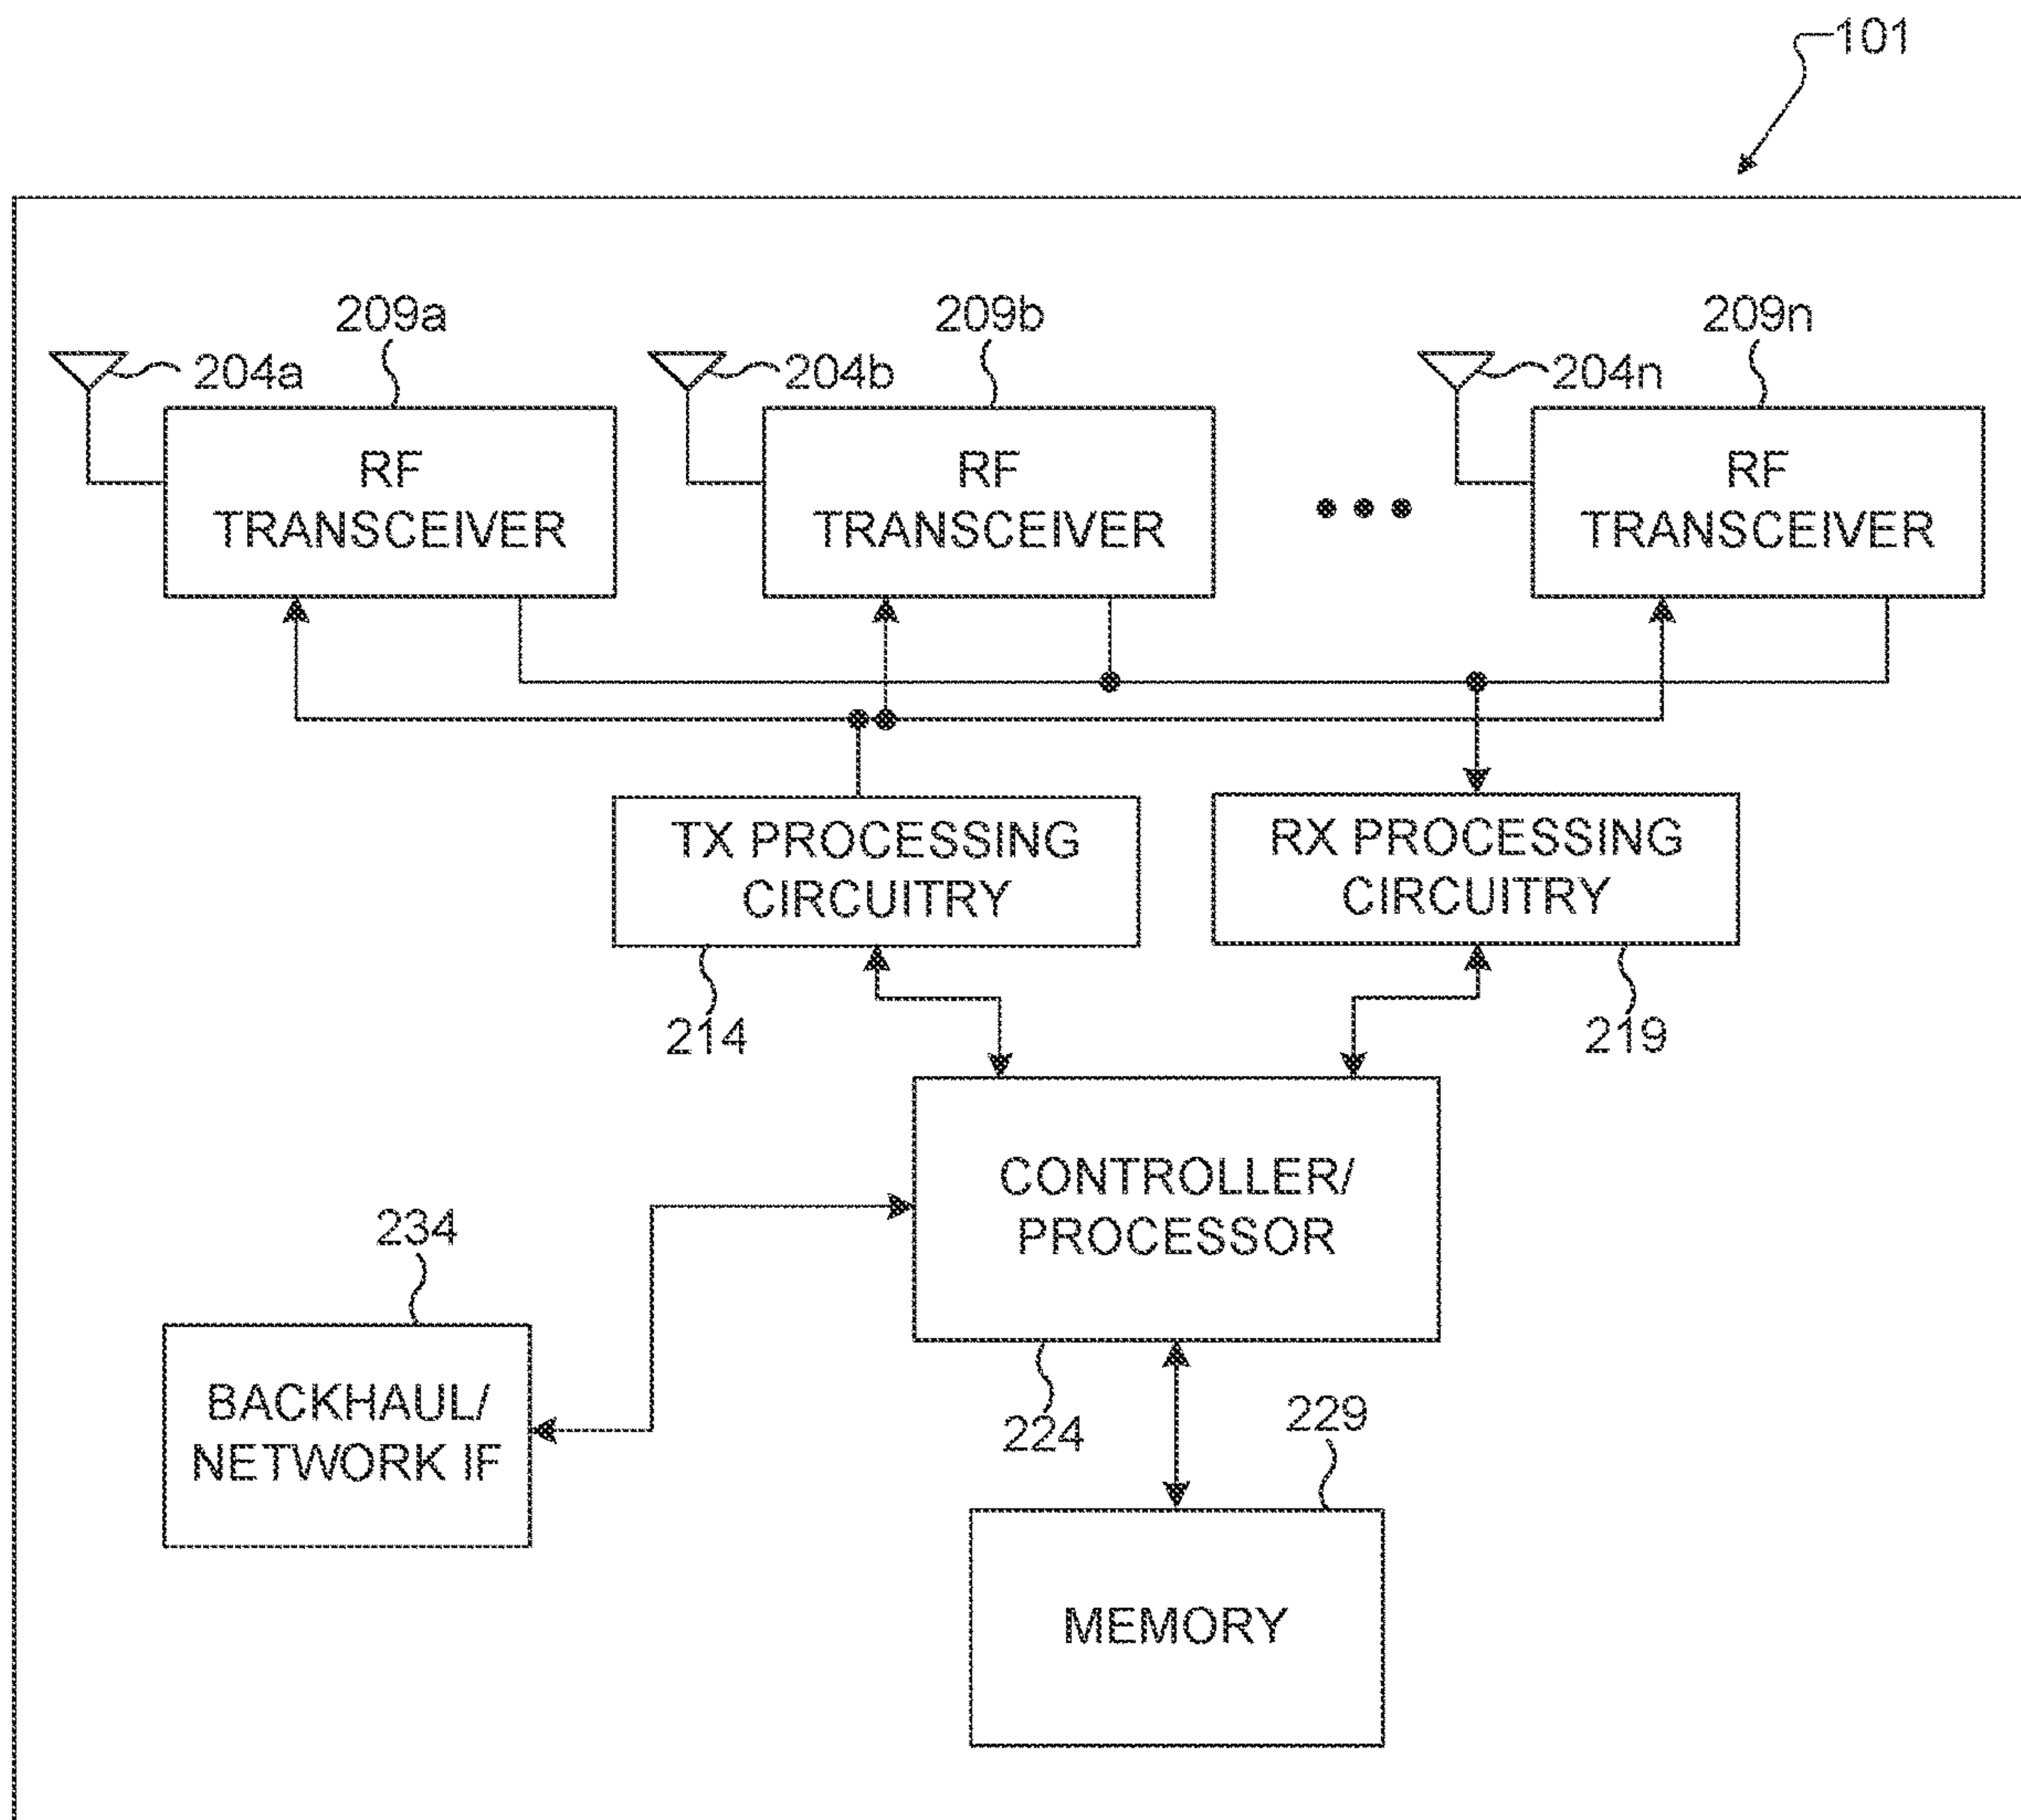 101
209a
209b
209n
204a
204b
204n
RF
TRANSCEIVER
RF
TRANSCEIVER
RF
TRANSCEIVER
TX PROCESSING
CIRCUITRY
RX PROCESSING
CIRCUITRY
214
219
CONTROLLER/
PROCESSOR
234
BACKHAUL/
NETWORK IF
224
229
MEMORY